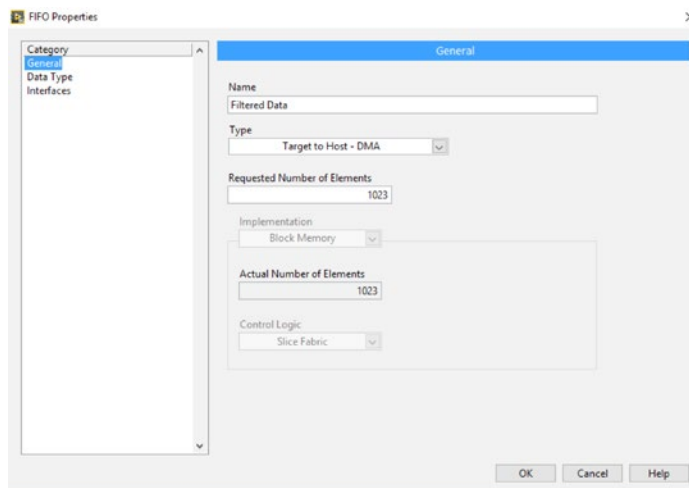 FIFO Properties
Category
General
Data Type
Interfaces
General
Name
Filtered Data
Type
Target to Host - DMA
Requested Number of Elements
1023
Implementation
Block Memory
Actual Number of Elements
1023
Control Logic
Slice Fabric
OK
Cancel
Help